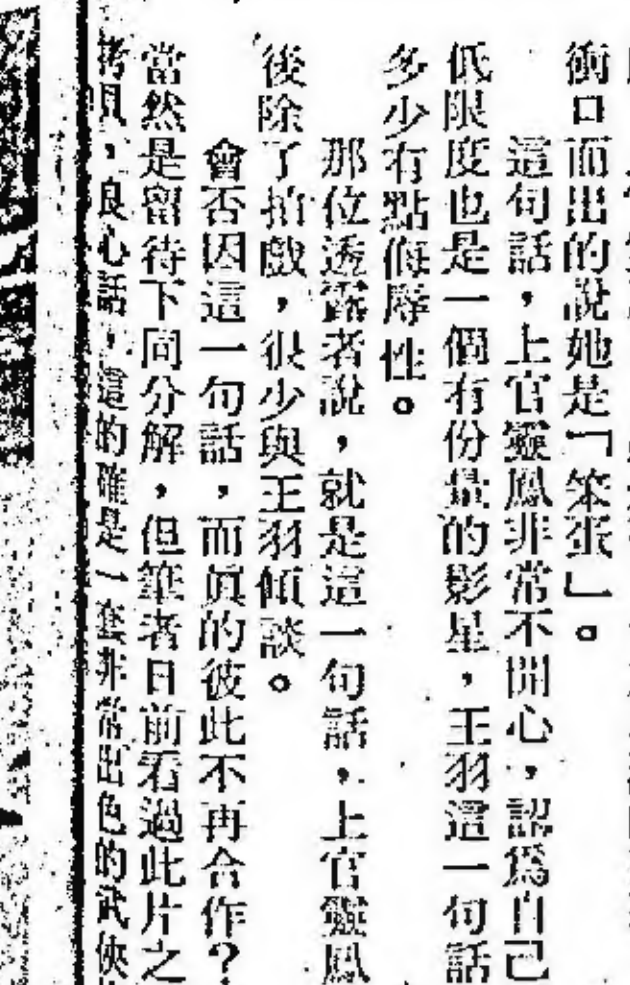 衝口而出的說她是「笨蛋」。
這句話，上官靈鳳非常不開心，認爲自己
低限度也是一個有份量的影星，王羽這一句話
多少有點侮辱性。
那位透露者說，就是這一句話，上官靈鳳
後除了拍戲，很少與王羽傾談。
會否因這一句話，而眞的彼此不再合作？
當然是留待下回分解，但筆者日前看過此片之
拷貝，良心話，這的確是一套非常出色的武俠